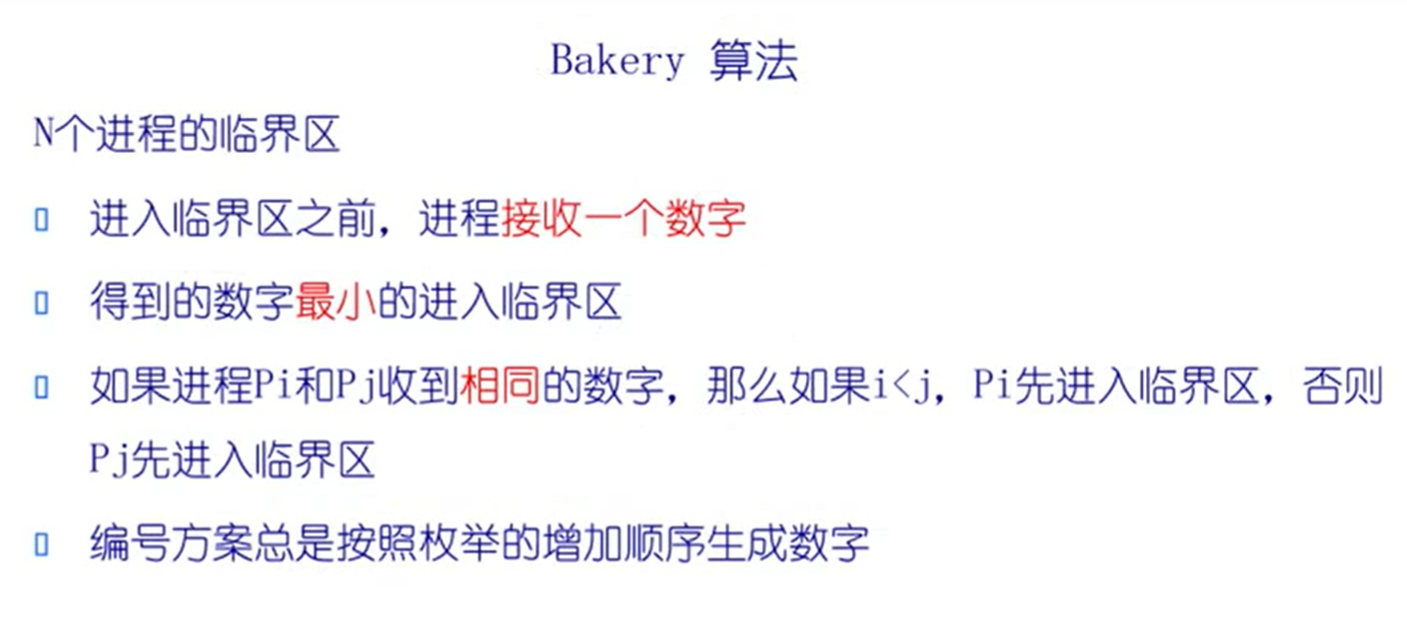 Bakery 算法
N个进程的临界区
进入临界区之前，进程接收一个数字
得到的数字最小的进入临界区
如果进程Pi和Pj收到相同的数字，那么如果i<j，Pi先进入临界区，否则
Pj先进入临界区
编号方案总是按照枚举的增加顺序生成数字